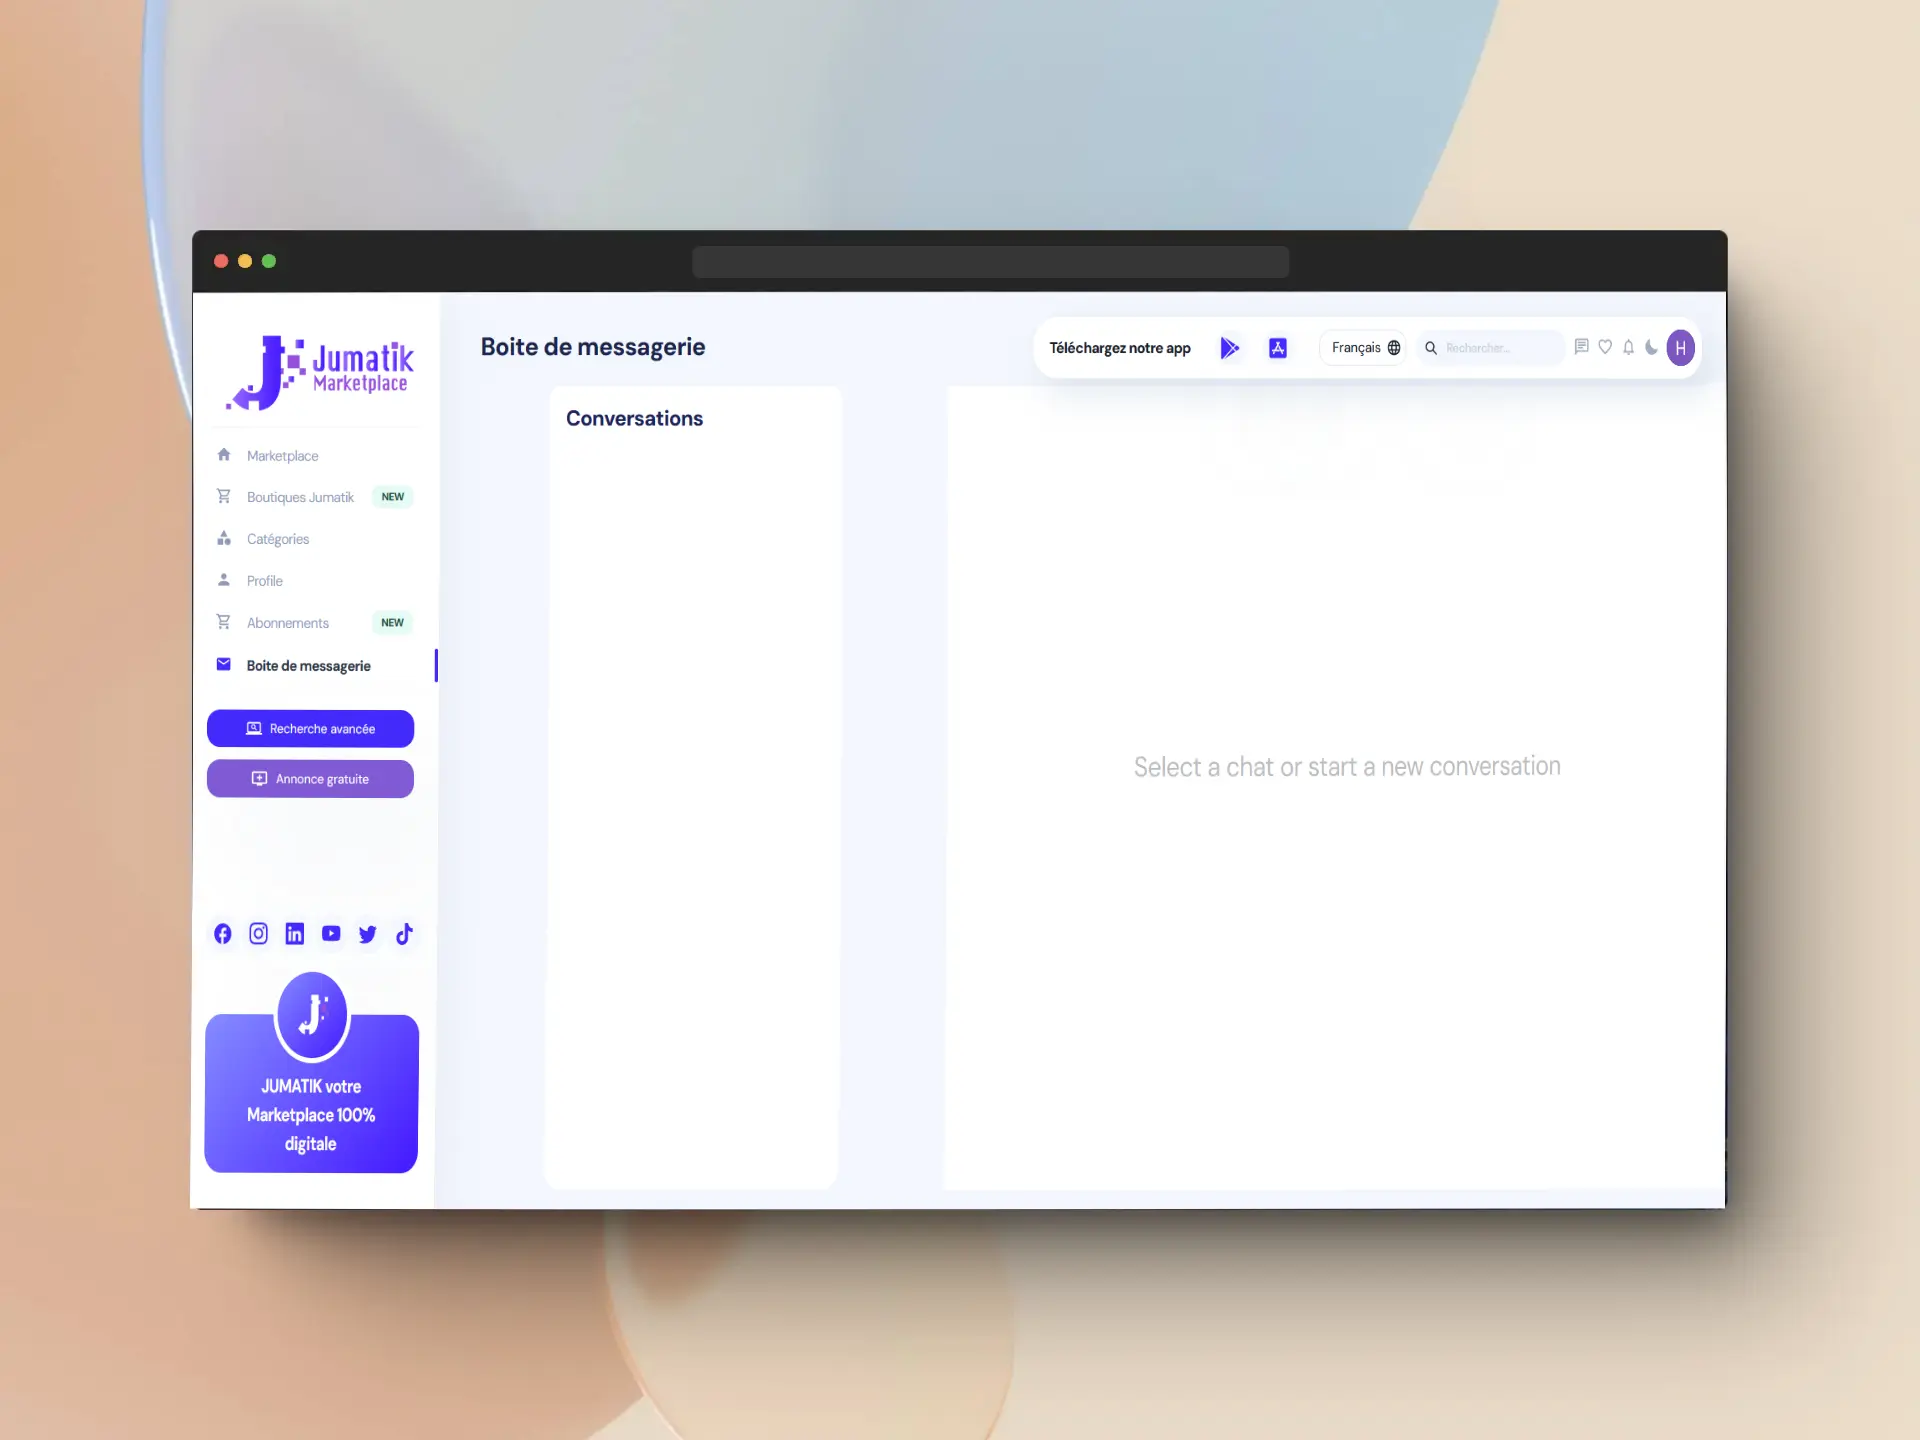 Jumatik
Marketplace
Marketplace
Boutiques Jumatik NEW
Catégories
Profile
Abonnements NEW
Boite de messagerie
Recherche avancée
Annonce gratuite
JUMATIK votre
Marketplace 100%
digitale
Boite de messagerie
Téléchargez notre app
Français
Rechercher...
H
Conversations
Select a chat or start a new conversation